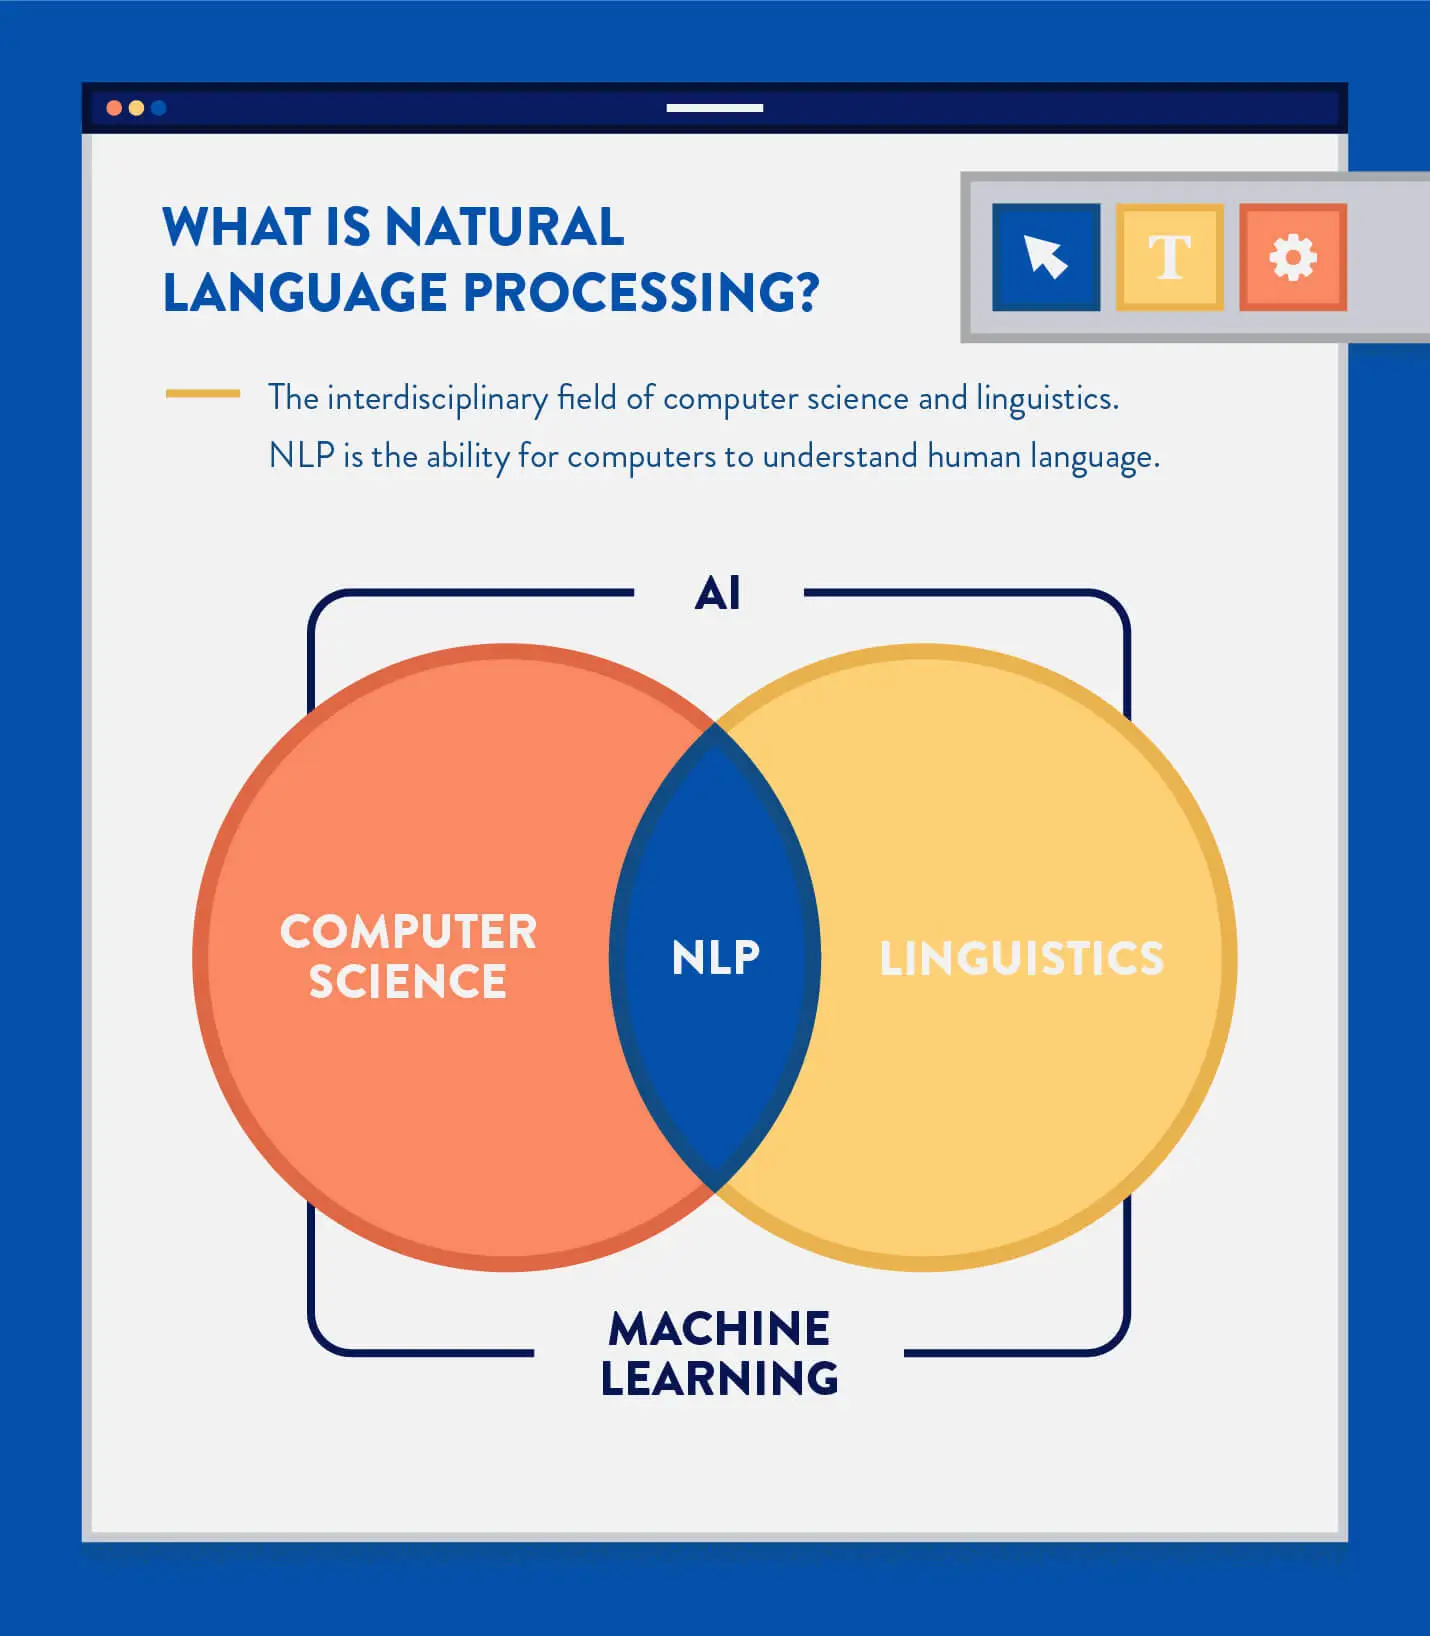 WHAT IS NATURAL
LANGUAGE PROCESSING?
T
The interdisciplinary field of computer science and linguistics.
NLP is the ability for computers to understand human language.
AI
COMPUTER
SCIENCE
NLP
LINGUISTICS
MACHINE
LEARNING